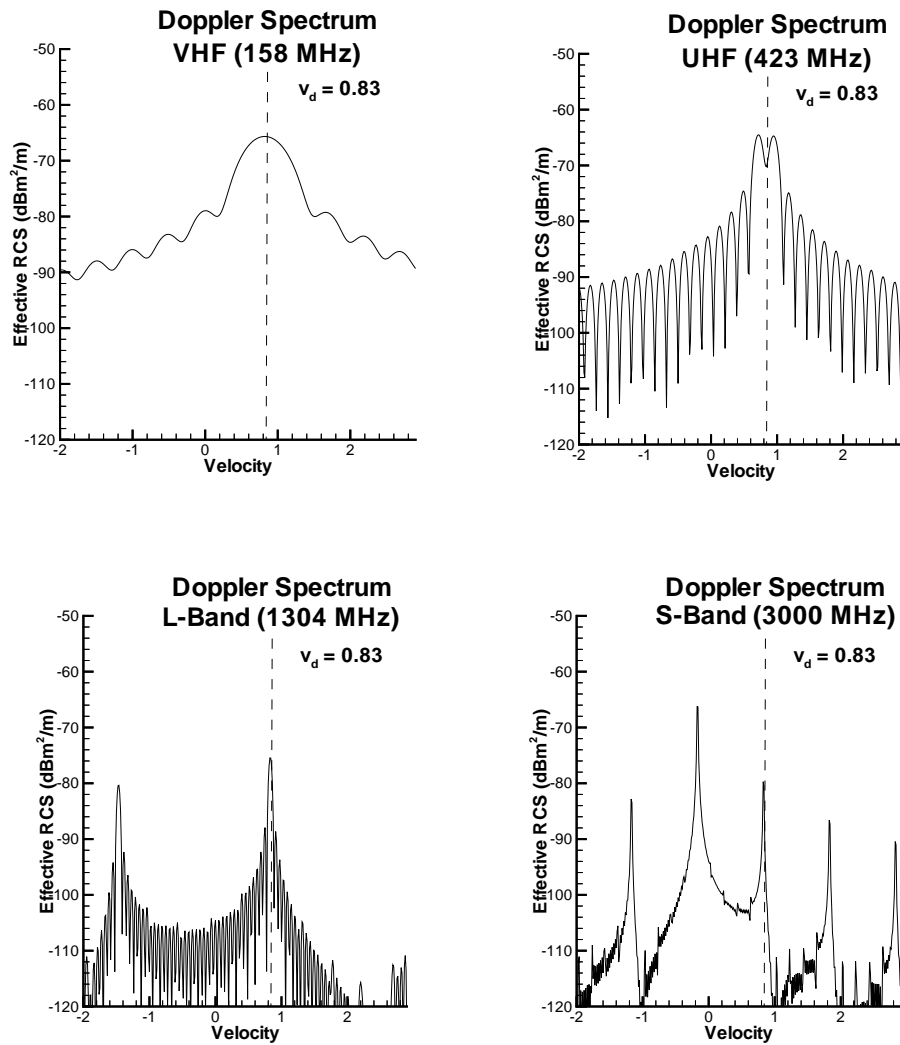 Doppler Spectrum
VHF (158 MHz)
v_d = 0.83
-50
-60
-70
-80
-90
-100
-110
-120
Effective RCS (dBm²/m)
-2 -1 0 1 2
Velocity
Doppler Spectrum
UHF (423 MHz)
v_d = 0.83
-50
-60
-70
-80
-90
-100
-110
-120
Effective RCS (dBm²/m)
-2 -1 0 1 2
Velocity
Doppler Spectrum
L-Band (1304 MHz)
v_d = 0.83
-50
-60
-70
-80
-90
-100
-110
-120
Effective RCS (dBm²/m)
-2 -1 0 1 2
Velocity
Doppler Spectrum
S-Band (3000 MHz)
v_d = 0.83
-50
-60
-70
-80
-90
-100
-110
-120
Effective RCS (dBm²/m)
-2 -1 0 1 2
Velocity